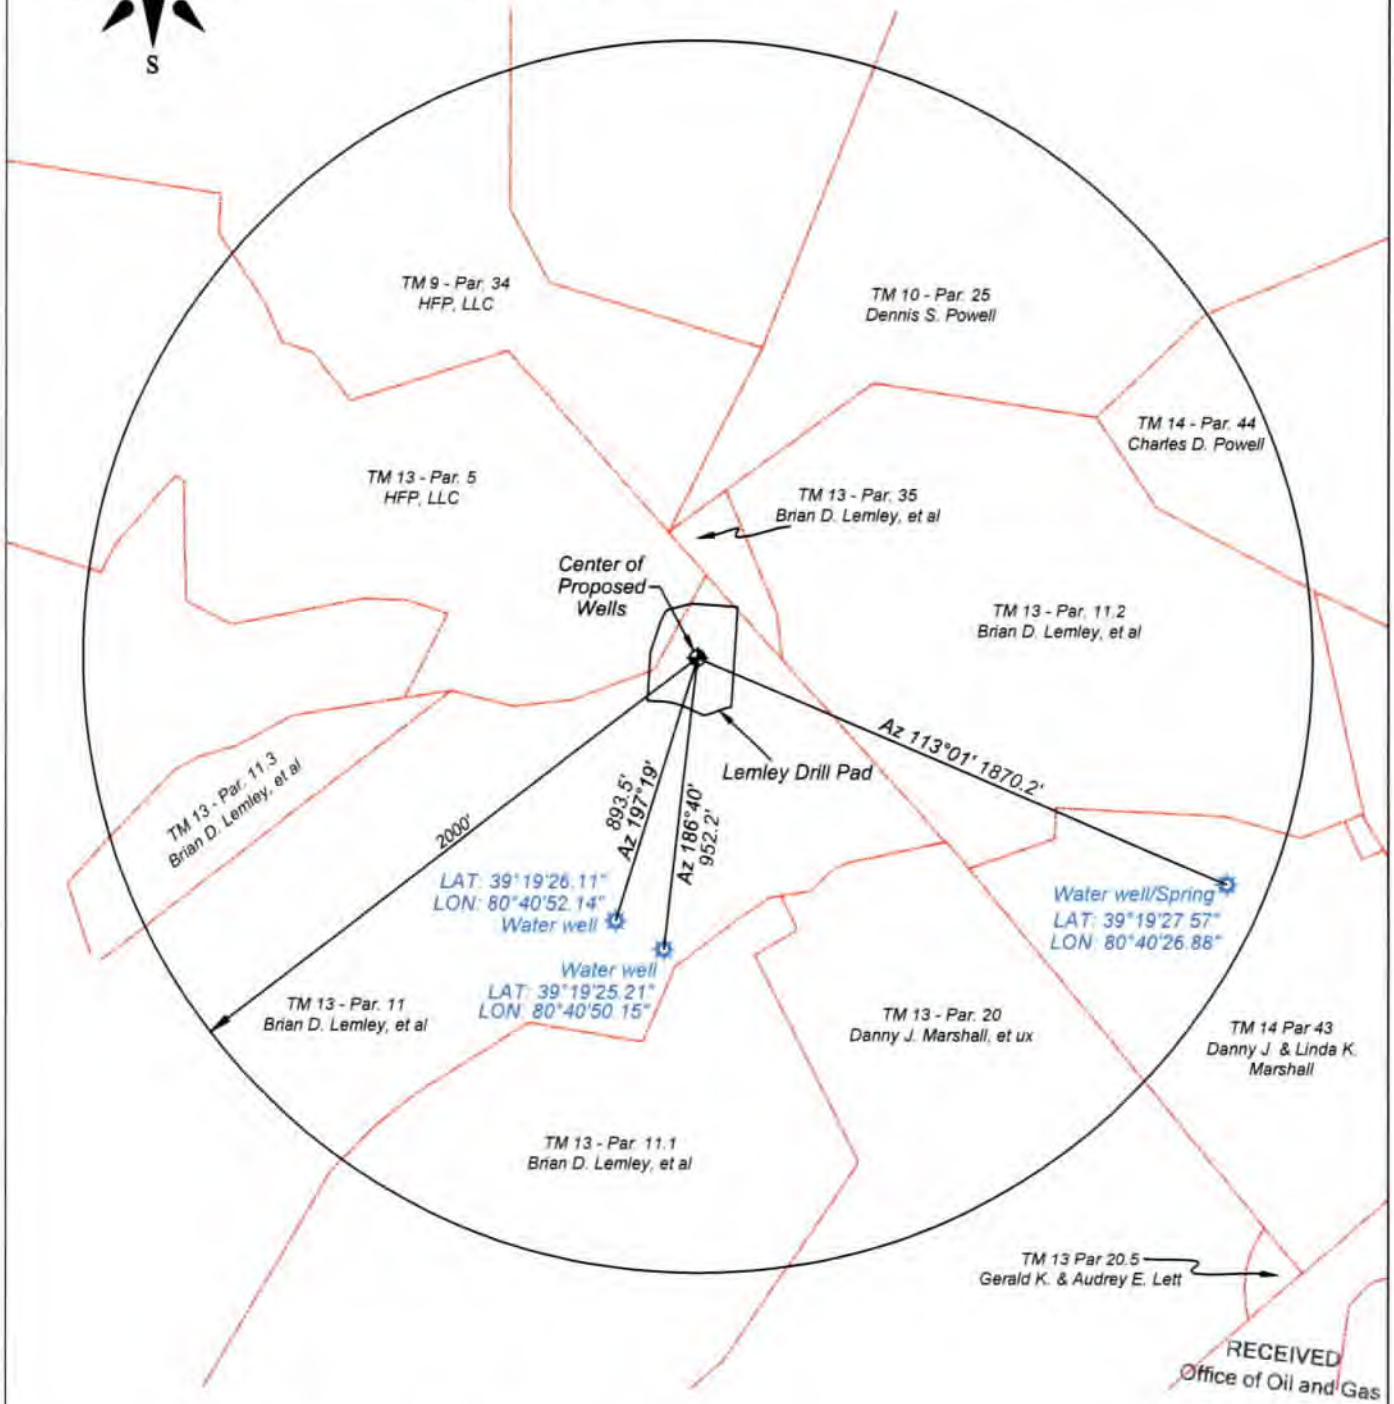 S
TM 9 - Par. 34
HFP, LLC
TM 10 - Par. 25
Dennis S. Powell
TM 14 - Par. 44
Charles D. Powell
TM 13 - Par. 5
HFP, LLC
TM 13 - Par. 35
Brian D. Lemley, et al
Center of
Proposed
Wells
TM 13 - Par. 11.2
Brian D. Lemley, et al
Az 113°01' 1870.2'
Lemley Drill Pad
TM 13 - Par. 11.3
Brian D. Lemley, et al
2000'
893.5'
Az 197°19'
Az 186°40'
952.2'
LAT: 39°19'26.11"
LON: 80°40'52.14"
Water well
Water well/Spring
LAT: 39°19'27.57"
LON: 80°40'26.88"
Water well
LAT: 39°19'25.21"
LON: 80°40'50.15"
TM 13 - Par. 11
Brian D. Lemley, et al
TM 13 - Par. 20
Danny J. Marshall, et ux
TM 14 Par 43
Danny J. & Linda K.
Marshall
TM 13 - Par. 11.1
Brian D. Lemley, et al
TM 13 Par 20.5
Gerald K. & Audrey E. Lett
RECEIVED
Office of Oil and Gas